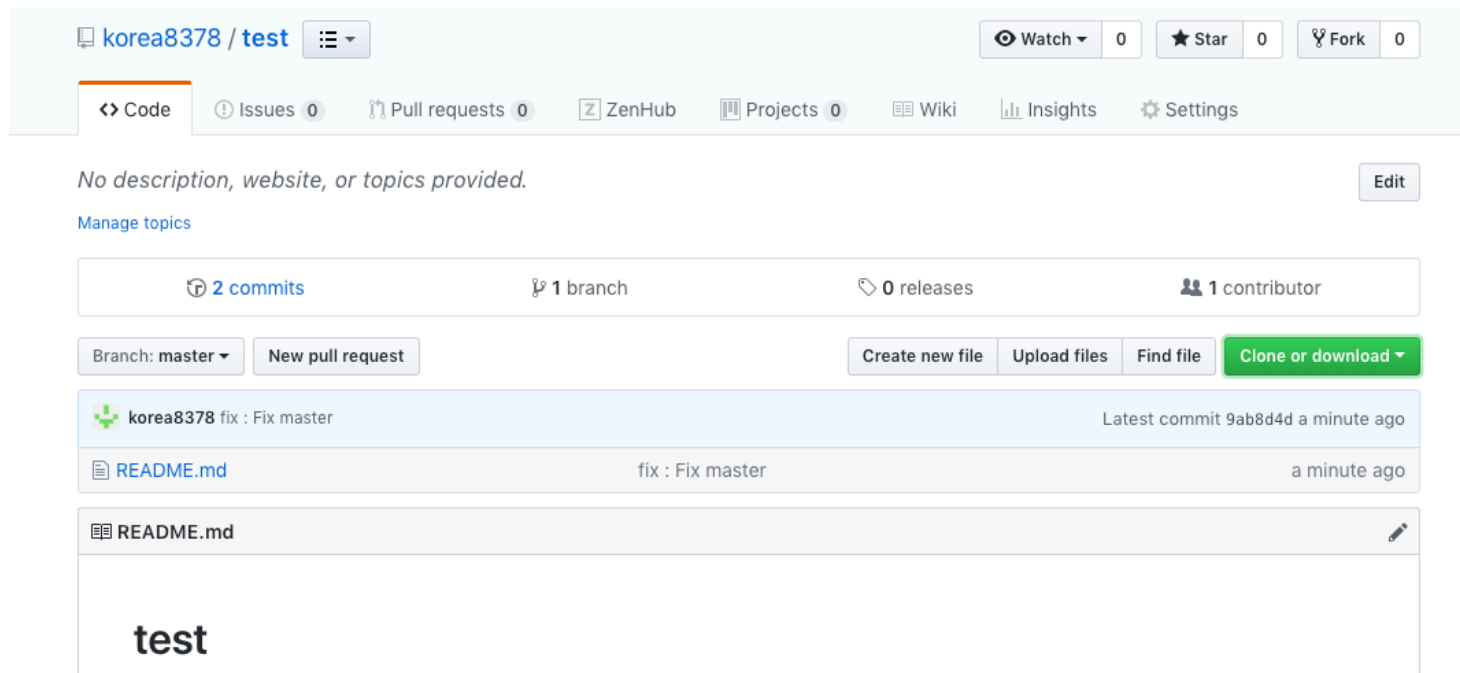 korea8378 / test Watch 0 Star 0 Fork 0
Code Issues 0 Pull requests 0 Z ZenHub Projects 0 Wiki Insights Settings
No description, website, or topics provided. Edit
Manage topics
2 commits 1 branch 0 releases 1 contributor
Branch: master New pull request Create new file Upload files Find file Clone or download
korea8378 fix : Fix master Latest commit 9ab8d4d a minute ago
README.md fix : Fix master a minute ago
README.md
test